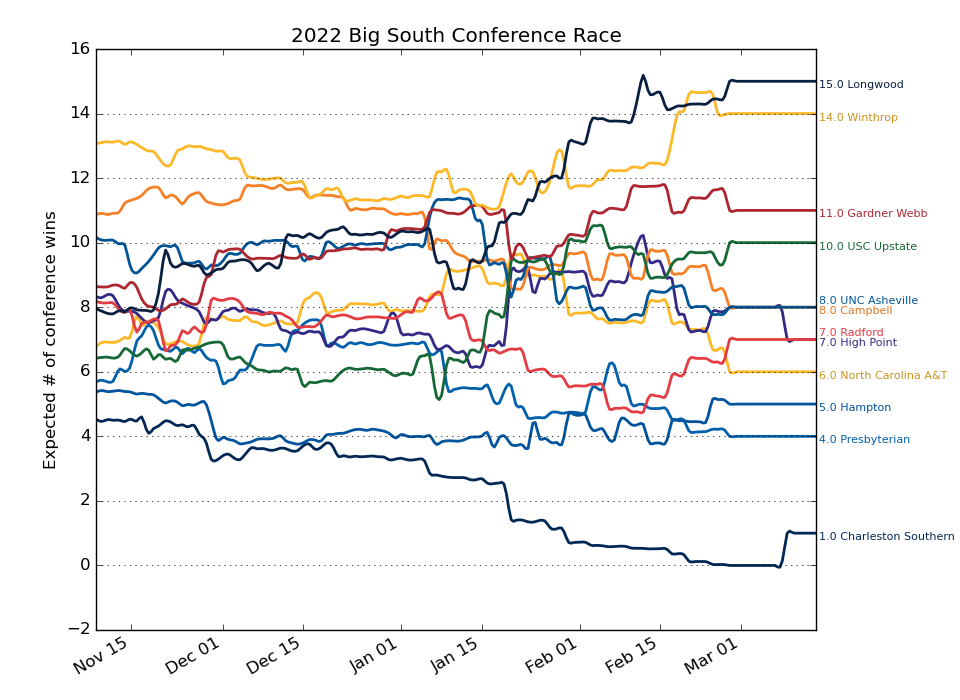 2022 Big South Conference Race
Expected # of conference wins
16
14
12
10
8
6
4
2
0
−2
Nov 15
Dec 01
Dec 15
Jan 01
Jan 15
Feb 01
Feb 15
Mar 01
15.0 Longwood
14.0 Winthrop
11.0 Gardner Webb
10.0 USC Upstate
8.0 UNC Asheville
8.0 Campbell
7.0 Radford
7.0 High Point
6.0 North Carolina A&T
5.0 Hampton
4.0 Presbyterian
1.0 Charleston Southern